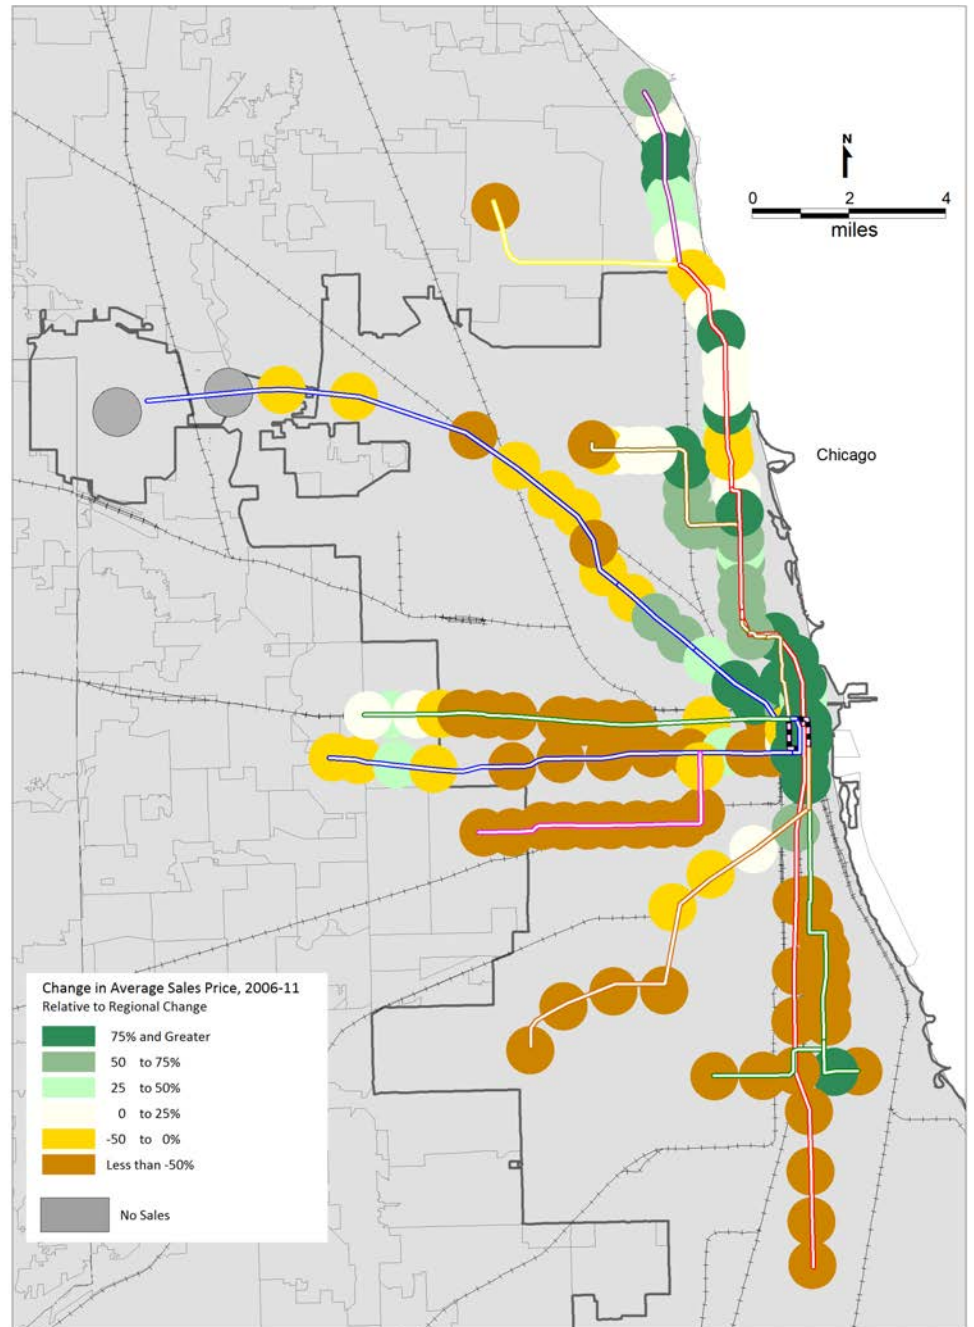 N
0 2 4
miles
Chicago
Change in Average Sales Price, 2006-11
Relative to Regional Change
75% and Greater
50 to 75%
25 to 50%
0 to 25%
-50 to 0%
Less than -50%
No Sales